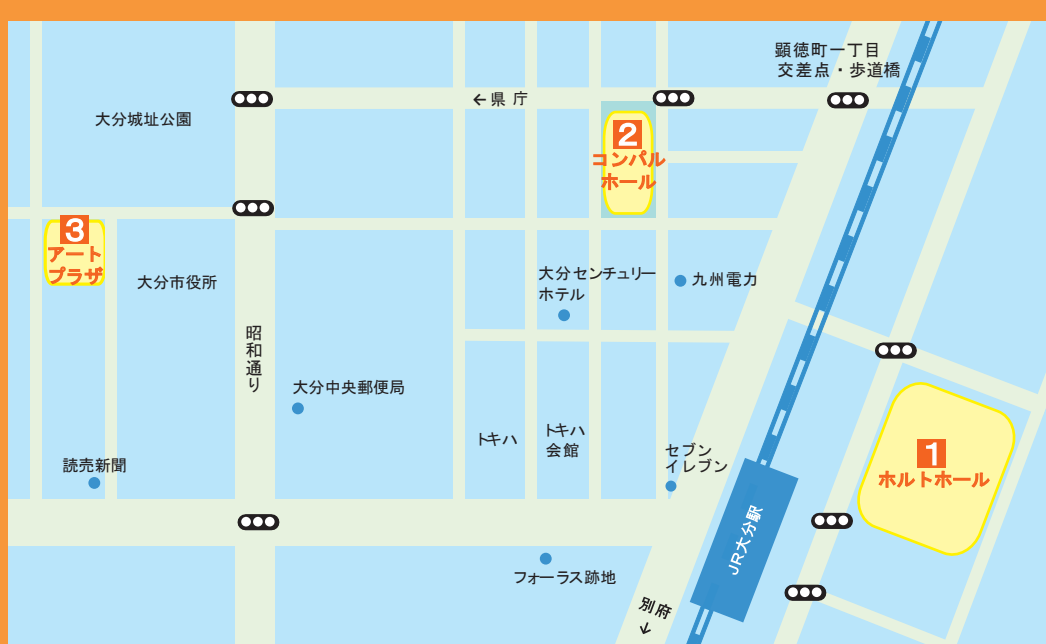 顕徳町一丁目
交差点・歩道橋
←県 庁
大分城址公園
2
コンパル
ホール
3
アート
プラザ
大分市役所
大分センチュリー
ホテル
九州電力
昭和通り
大分中央郵便局
トキハ
トキハ
会館
セブン
イレブン
読売新聞
1
ホルトホール
JR大分駅
フォーラス跡地
別府
↓